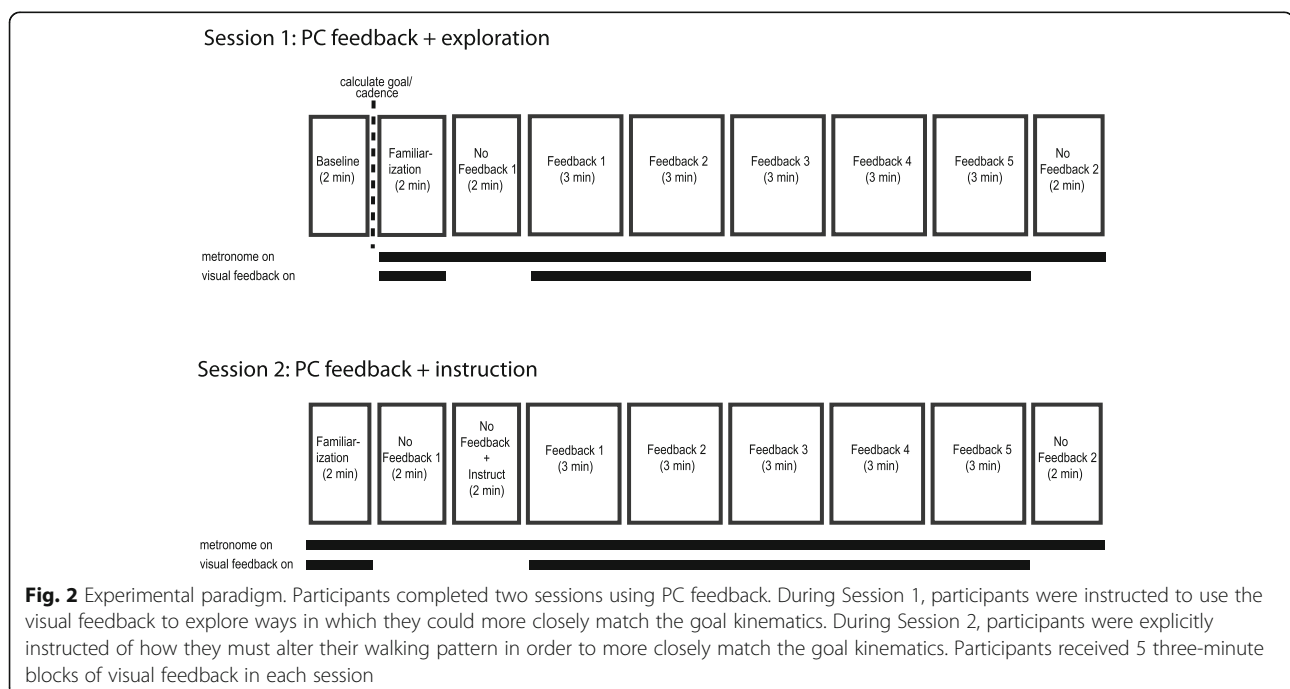 Session 1: PC feedback + exploration
calculate goal/
cadence
Baseline
(2 min)
Familiar-
ization
(2 min)
No
Feedback 1
(2 min)
Feedback 1
(3 min)
Feedback 2
(3 min)
Feedback 3
(3 min)
Feedback 4
(3 min)
Feedback 5
(3 min)
No
Feedback 2
(2 min)
metronome on
visual feedback on
Session 2: PC feedback + instruction
Familiar-
ization
(2 min)
No
Feedback 1
(2 min)
No
Feedback
+
Instruct
(2 min)
Feedback 1
(3 min)
Feedback 2
(3 min)
Feedback 3
(3 min)
Feedback 4
(3 min)
Feedback 5
(3 min)
No
Feedback 2
(2 min)
metronome on
visual feedback on
Fig. 2 Experimental paradigm. Participants completed two sessions using PC feedback. During Session 1, participants were instructed to use the
visual feedback to explore ways in which they could more closely match the goal kinematics. During Session 2, participants were explicitly
instructed of how they must alter their walking pattern in order to more closely match the goal kinematics. Participants received 5 three-minute
blocks of visual feedback in each session